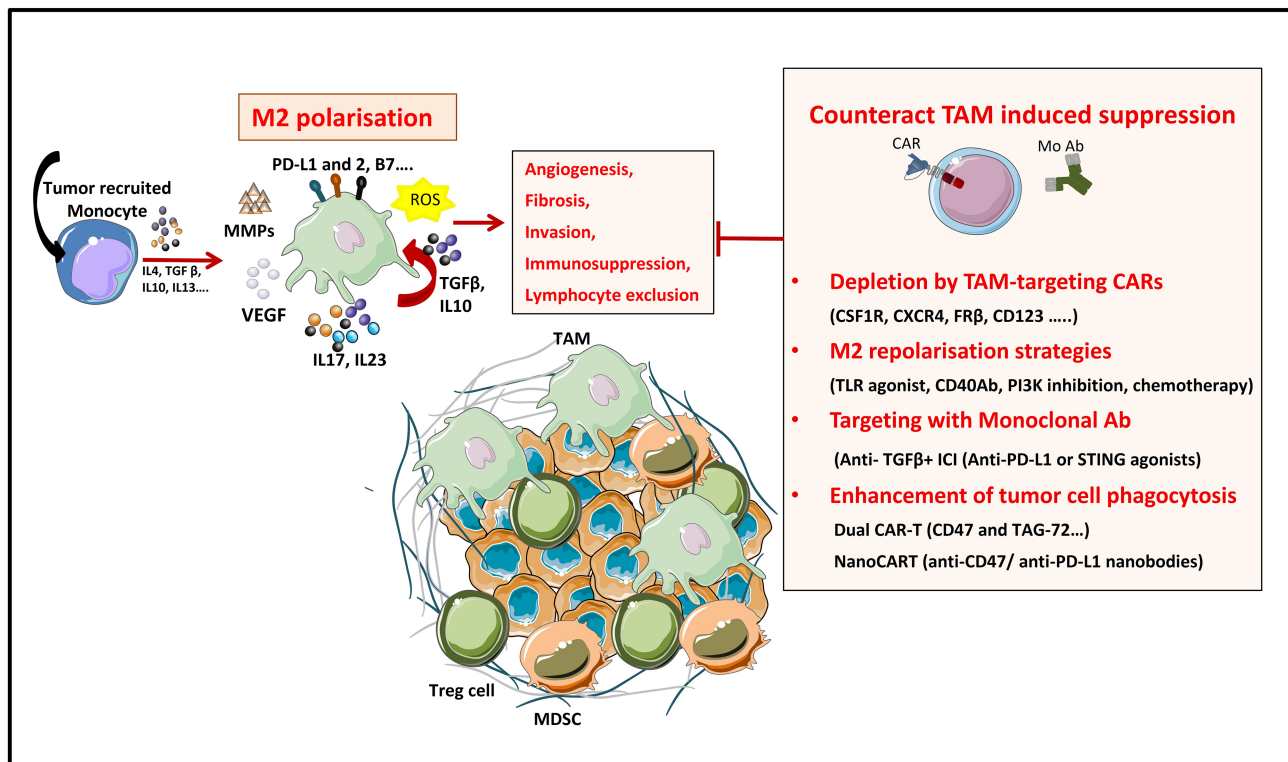 M2 polarisation
PD-L1 and 2, B7....
Tumor recruited
Monocyte
IL4, TGF β,
IL10, IL13....
MMPs
VEGF
ROS
TGFβ,
IL10
IL17, IL23
Angiogenesis,
Fibrosis,
Invasion,
Immunosuppression,
Lymphocyte exclusion
TAM
Treg cell
MDSC
Counteract TAM induced suppression
CAR
Mo Ab
• Depletion by TAM-targeting CARs
(CSF1R, CXCR4, FRβ, CD123 .....)
• M2 repolarisation strategies
(TLR agonist, CD40Ab, PI3K inhibition, chemotherapy)
• Targeting with Monoclonal Ab
(Anti- TGFβ+ ICI (Anti-PD-L1 or STING agonists)
• Enhancement of tumor cell phagocytosis
Dual CAR-T (CD47 and TAG-72...)
NanoCART (anti-CD47/ anti-PD-L1 nanobodies)